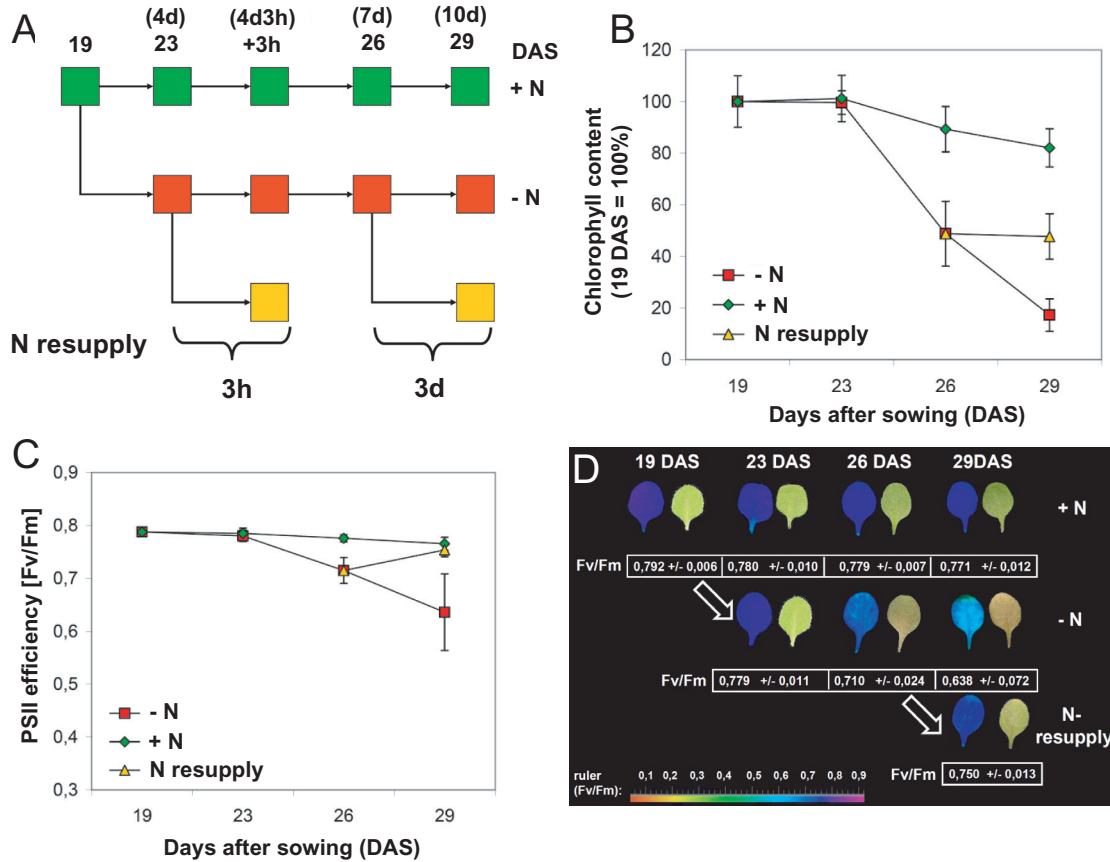 A
(4d) (4d3h) (7d) (10d)
19 23 +3h 26 29 DAS
+ N
- N
N resupply
3h 3d
B
Chlorophyll content
(19 DAS = 100%)
120
100
80
60
40
20
0
- N
+ N
N resupply
19 23 26 29
Days after sowing (DAS)
C
PSII efficiency [Fv/Fm]
0,9
0,8
0,7
0,6
0,5
0,4
0,3
- N
+ N
N resupply
19 23 26 29
Days after sowing (DAS)
D
19 DAS 23 DAS 26 DAS 29DAS
+ N
Fv/Fm 0,792 +/- 0,006 0,780 +/- 0,010 0,779 +/- 0,007 0,771 +/- 0,012
- N
Fv/Fm 0,779 +/- 0,011 0,710 +/- 0,024 0,638 +/- 0,072
N-
resupply
Fv/Fm 0,750 +/- 0,013
ruler
(Fv/Fm):
0,1 0,2 0,3 0,4 0,5 0,6 0,7 0,8 0,9